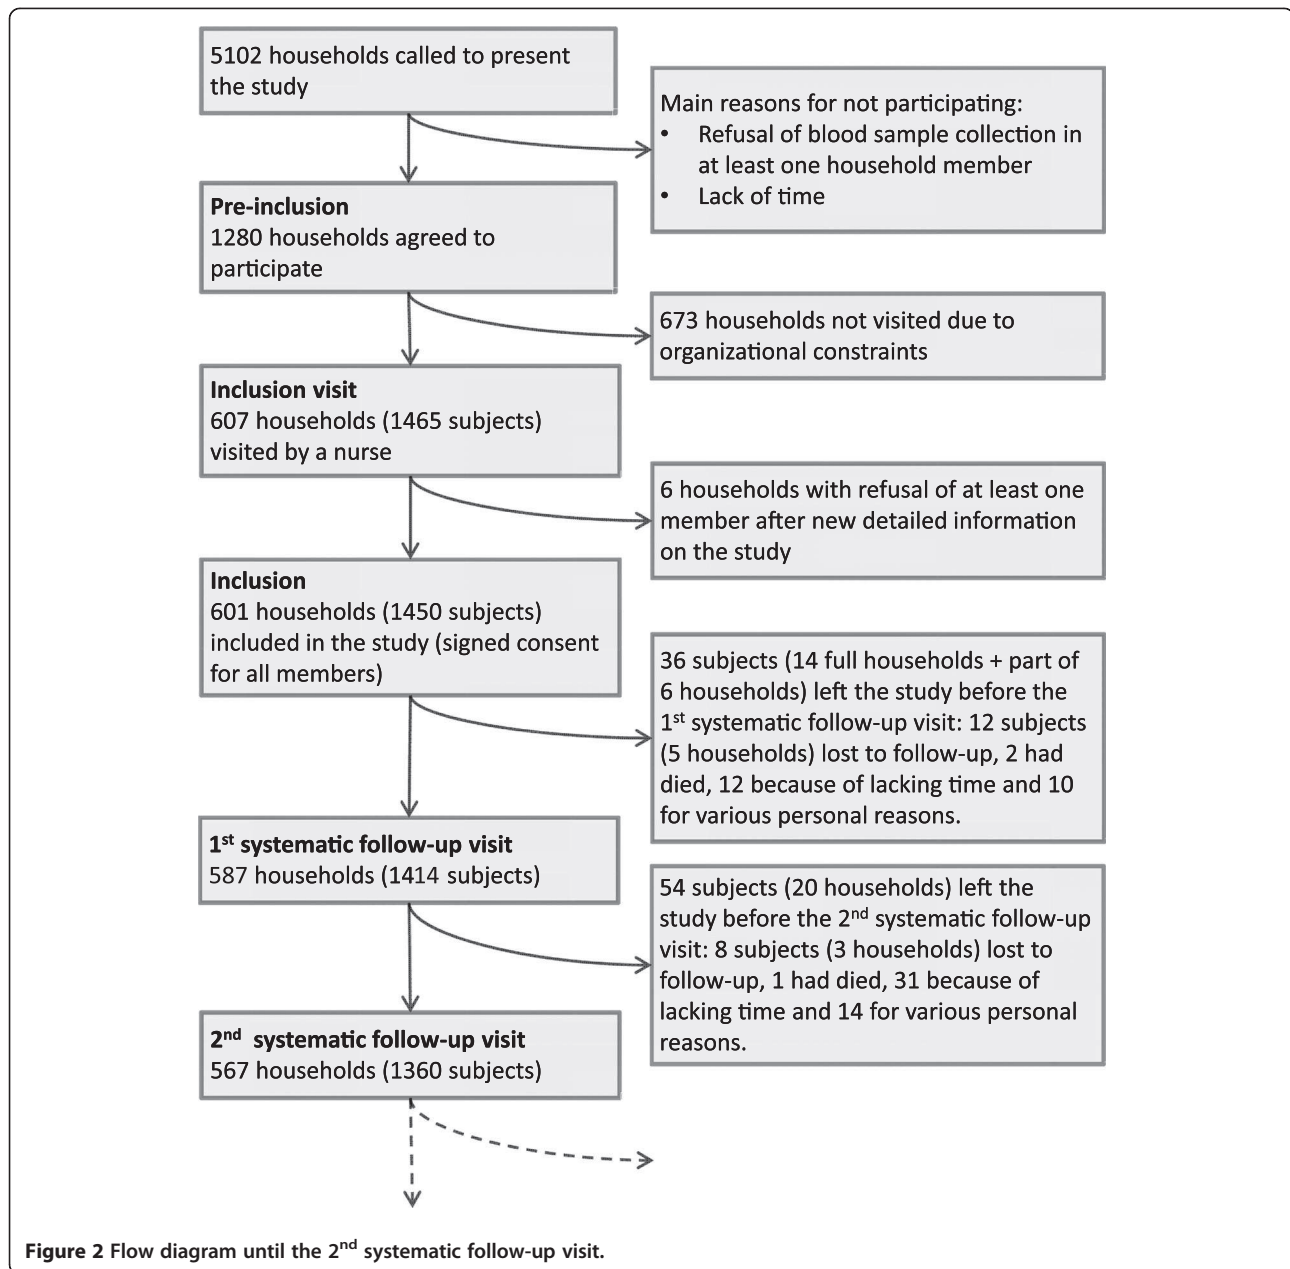 5102 households called to present
the study
Main reasons for not participating:
• Refusal of blood sample collection in
at least one household member
• Lack of time
Pre-inclusion
1280 households agreed to
participate
673 households not visited due to
organizational constraints
Inclusion visit
607 households (1465 subjects)
visited by a nurse
6 households with refusal of at least one
member after new detailed information
on the study
Inclusion
601 households (1450 subjects)
included in the study (signed consent
for all members)
36 subjects (14 full households + part of
6 households) left the study before the
1st systematic follow-up visit: 12 subjects
(5 households) lost to follow-up, 2 had
died, 12 because of lacking time and 10
for various personal reasons.
1st systematic follow-up visit
587 households (1414 subjects)
54 subjects (20 households) left the
study before the 2nd systematic follow-up
visit: 8 subjects (3 households) lost to
follow-up, 1 had died, 31 because of
lacking time and 14 for various personal
reasons.
2nd systematic follow-up visit
567 households (1360 subjects)
Figure 2 Flow diagram until the 2nd systematic follow-up visit.